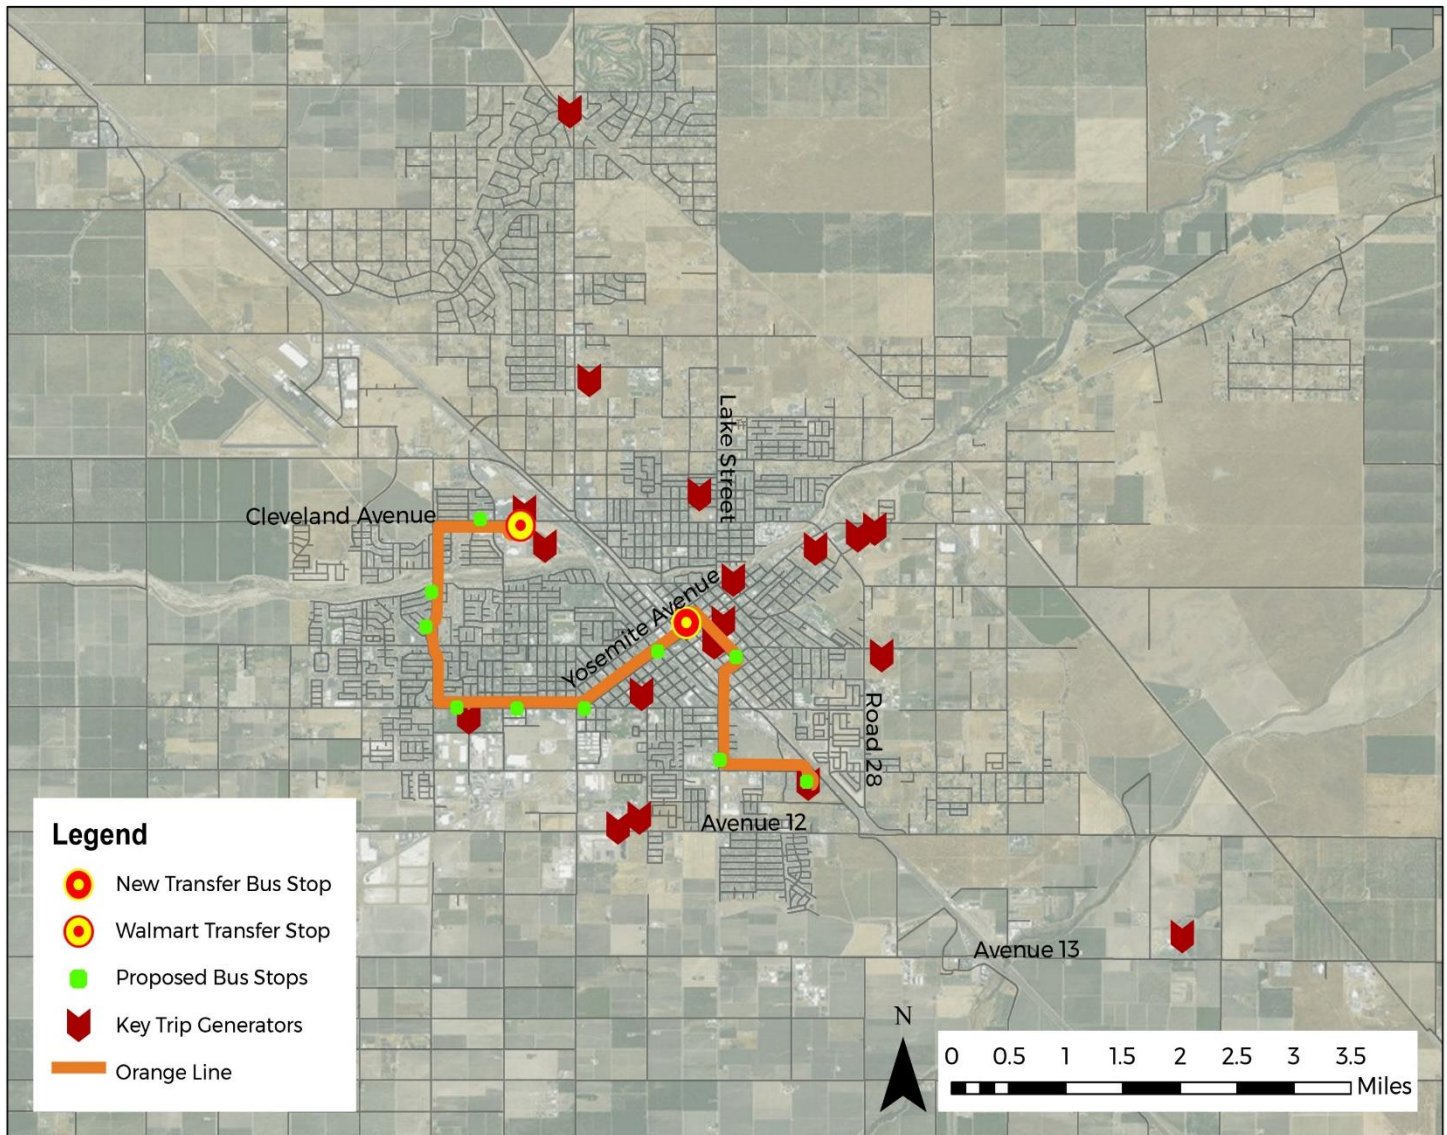 Lake Street
Cleveland Avenue
Yosemite Avenue
Road 28
Avenue 12
Legend
New Transfer Bus Stop
Walmart Transfer Stop
Proposed Bus Stops
Key Trip Generators
Orange Line
Avenue 13
N
0 0.5 1 1.5 2 2.5 3 3.5
Miles